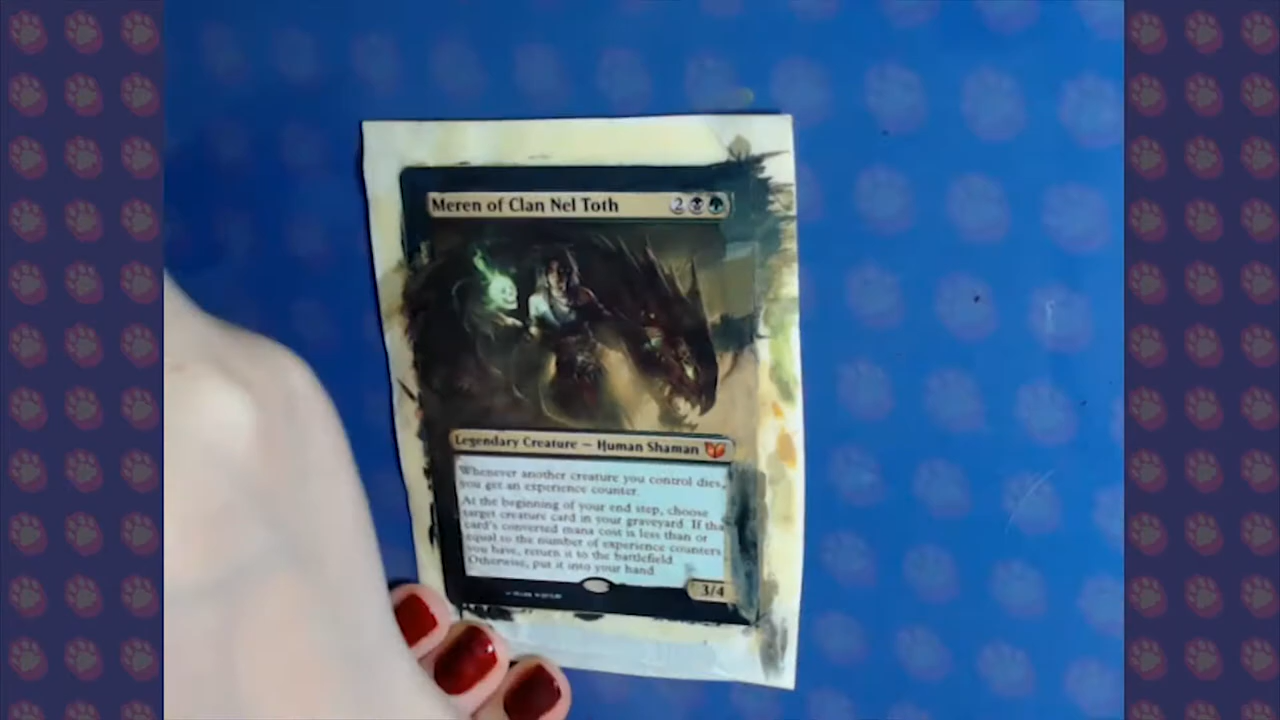 Meren of Clan Nel Toth 2
Legendary Creature — Human Shaman
Whenever another creature you control dies,
you get an experience counter.
At the beginning of your end step, choose
target creature card in your graveyard. If tha
card's converted mana cost is less than or
equal to the number of experience counters
you have, return it to the battlefield
Otherwise, put it into your hand
3/4